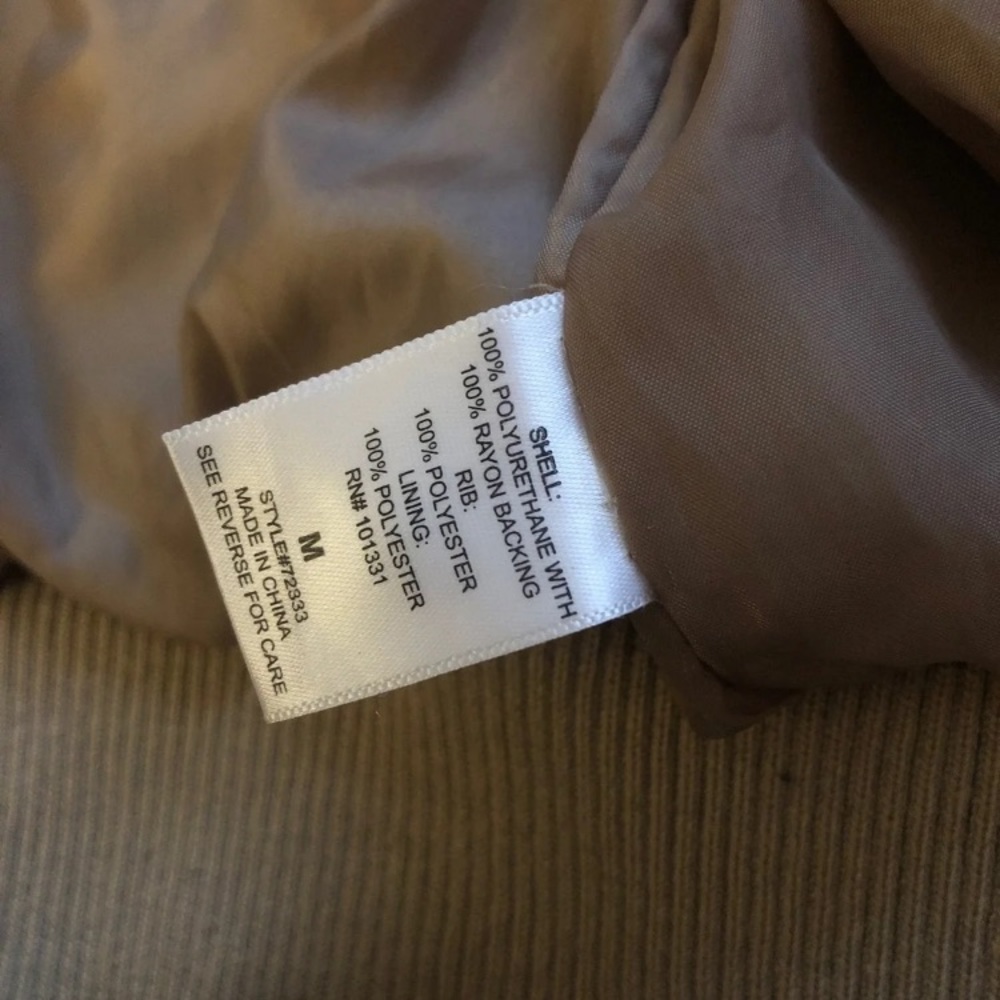 SHELL:
100% POLYURETHANE WITH
100% RAYON BACKING
RIB:
100% POLYESTER
LINING:
100% POLYESTER
RN# 101331
M
STYLE#72333
MADE IN CHINA
SEE REVERSE FOR CARE